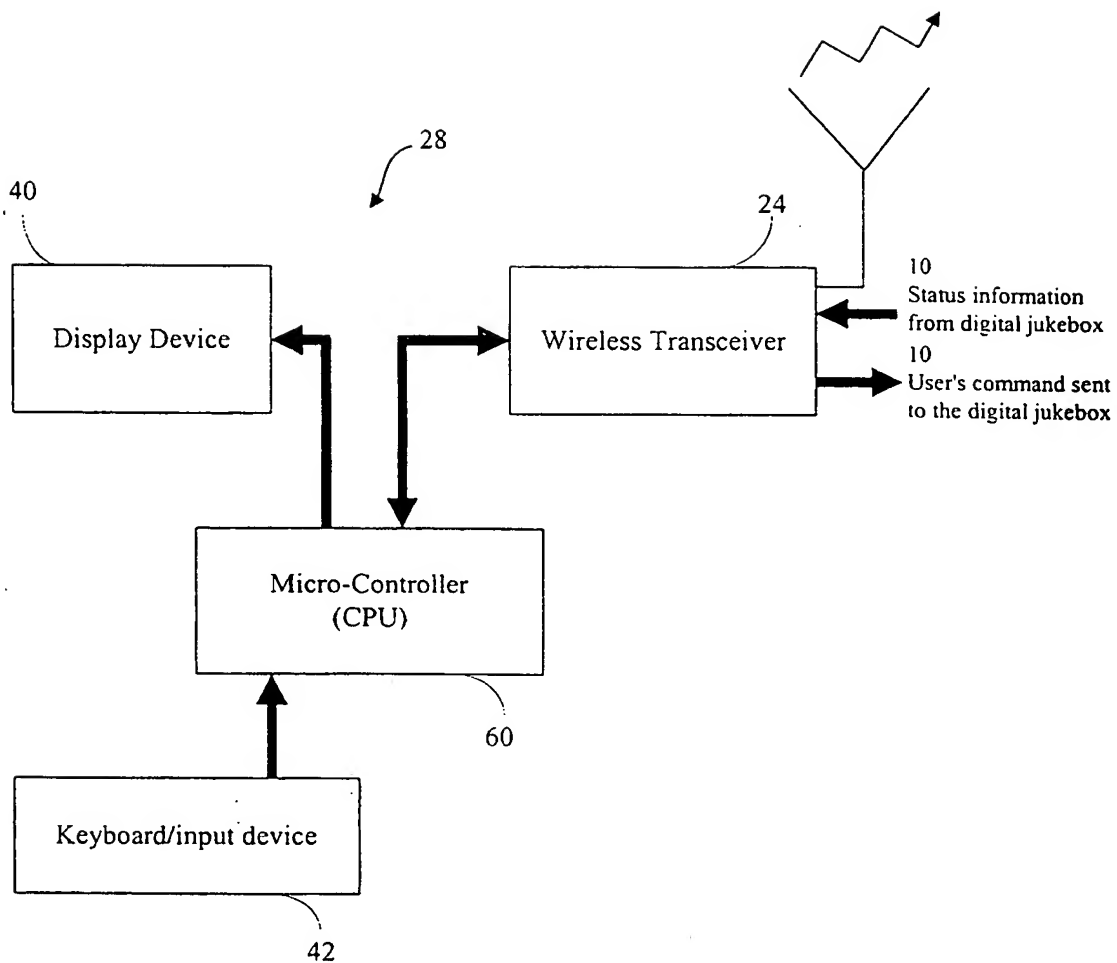 28
40
24
Display Device
Wireless Transceiver
10
Status information
from digital jukebox
10
User's command sent
to the digital jukebox
Micro-Controller
(CPU)
60
Keyboard/input device
42